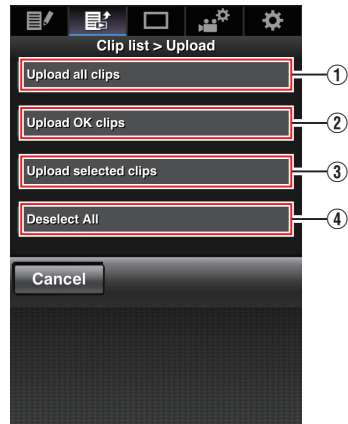 Clip list > Upload
Upload all clips
①
Upload OK clips
②
Upload selected clips
③
Deselect All
④
Cancel